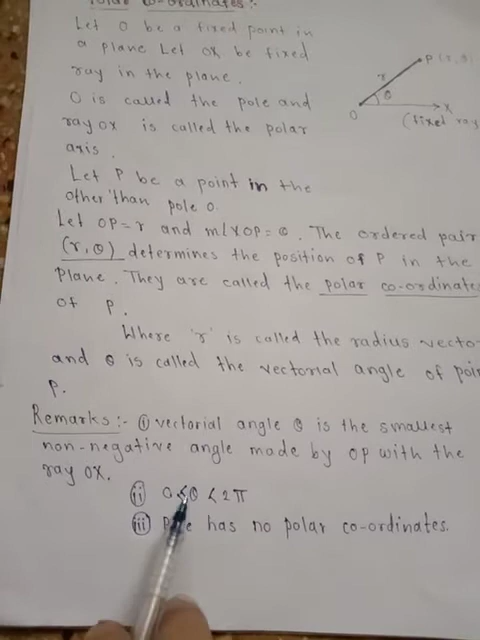 Polar co-ordinates :-
Let O be a fixed point in
a plane Let OX be fixed
ray in the plane.
O is called the pole and
ray OX is called the polar
axis.
P(r, θ)
r
θ
O
X
(fixed ray
Let P be a point in the
other than pole O.
Let OP = r and m∠XOP = θ. The ordered pair
(r, θ) determines the position of P in the
Plane. They are called the polar co-ordinates
of P.
Where 'r' is called the radius vecto
and θ is called the vectorial angle of poin
P.
Remarks :- (i) vectorial angle θ is the smallest
non-negative angle made by OP with the
ray OX.
(ii) 0 ≤ θ < 2π
(iii) Pole has no polar co-ordinates.